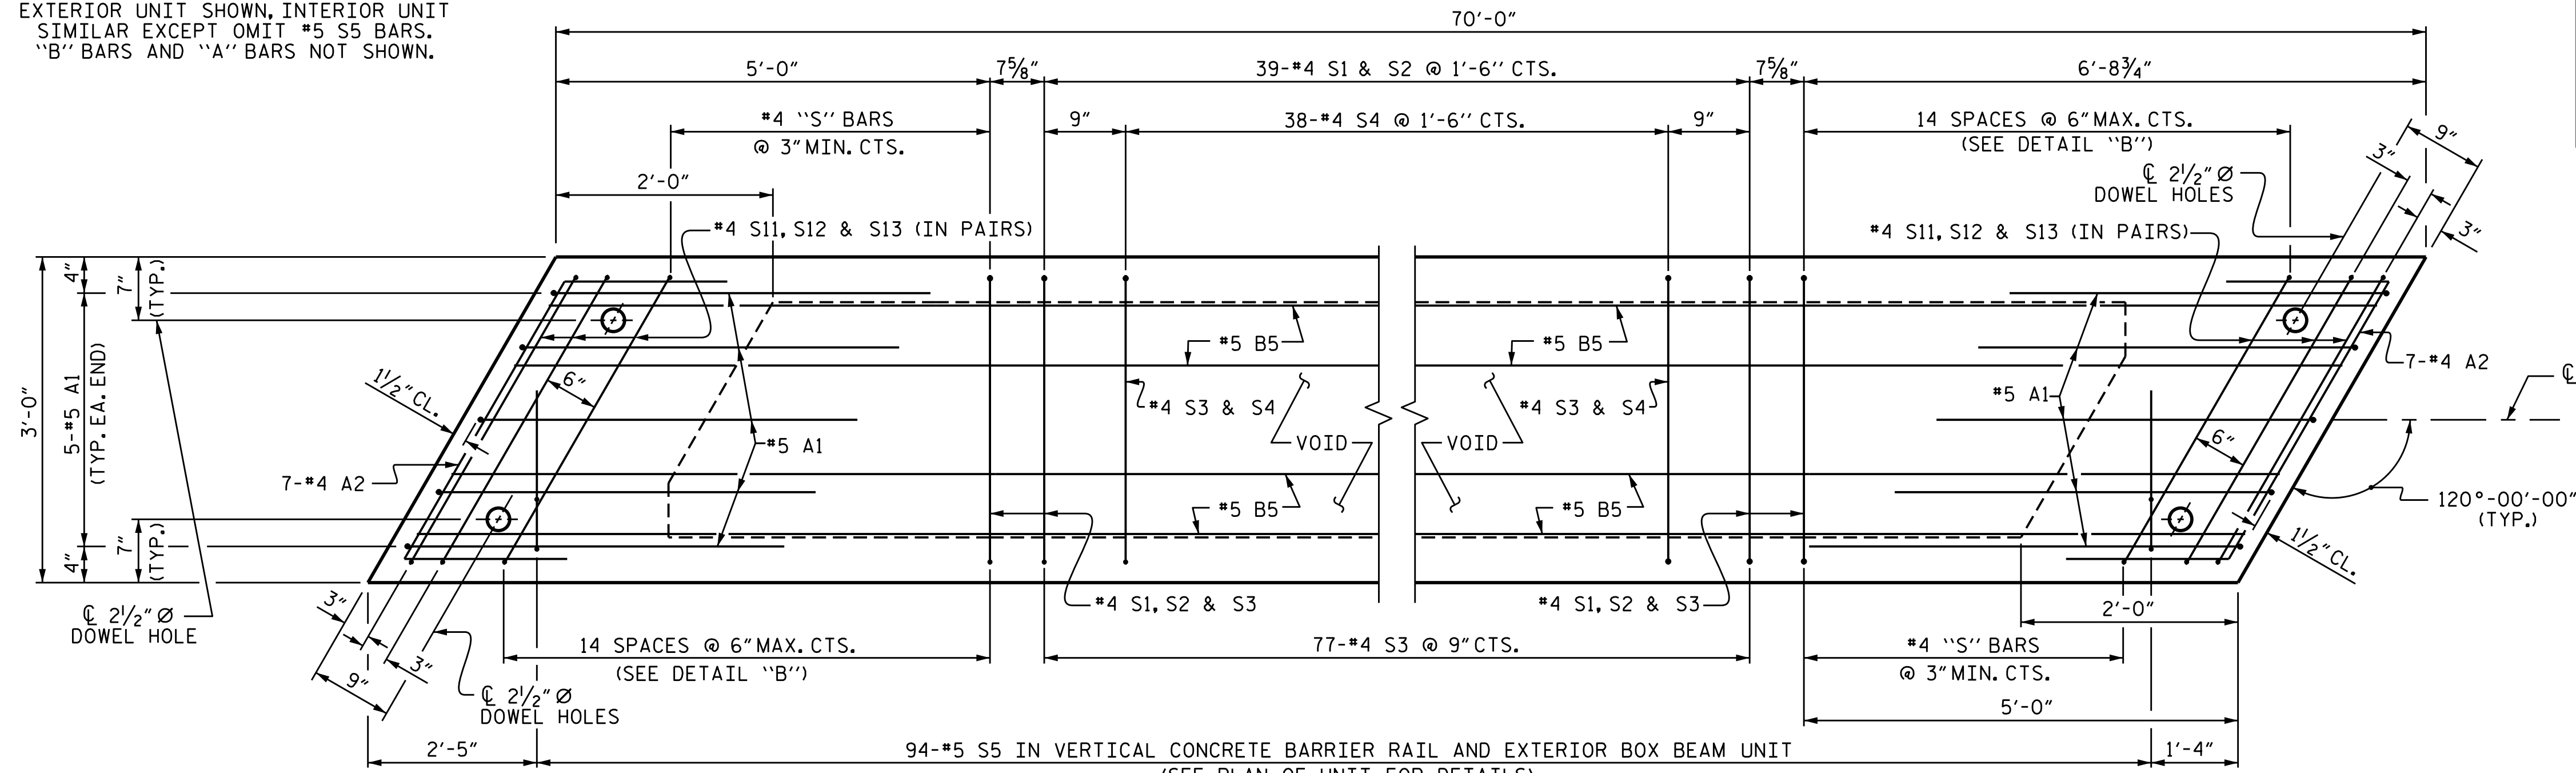 EXTERIOR UNIT SHOWN, INTERIOR UNIT
SIMILAR EXCEPT OMIT #5 S5 BARS.
"B" BARS AND "A" BARS NOT SHOWN.
70'-0"
5'-0"
7⅝"
39-#4 S1 & S2 @ 1'-6" CTS.
7⅝"
6'-8¾"
#4 "S" BARS
@ 3" MIN. CTS.
9"
38-#4 S4 @ 1'-6" CTS.
9"
14 SPACES @ 6" MAX. CTS.
(SEE DETAIL "B")
9"
3"
3"
℄ 2½" Ø
DOWEL HOLES
2'-0"
#4 S11, S12 & S13 (IN PAIRS)
#4 S11, S12 & S13 (IN PAIRS)
3'-0"
4"
7"
(TYP.)
5-#5 A1
(TYP. EA. END)
4"
7"
(TYP.)
1½" CL.
6"
#5 B5
#5 B5
#4 S3 & S4
#4 S3 & S4
#5 A1
7-#4 A2
℄
VOID
VOID
#5 A1
6"
7-#4 A2
#5 B5
#5 B5
120°-00'-00"
(TYP.)
1½" CL.
℄ 2½" Ø
DOWEL HOLE
3"
3"
9"
#4 S1, S2 & S3
#4 S1, S2 & S3
2'-0"
14 SPACES @ 6" MAX. CTS.
(SEE DETAIL "B")
77-#4 S3 @ 9" CTS.
#4 "S" BARS
@ 3" MIN. CTS.
℄ 2½" Ø
DOWEL HOLES
5'-0"
2'-5"
94-#5 S5 IN VERTICAL CONCRETE BARRIER RAIL AND EXTERIOR BOX BEAM UNIT
(SEE PLAN OF UNIT FOR DETAILS)
1'-4"